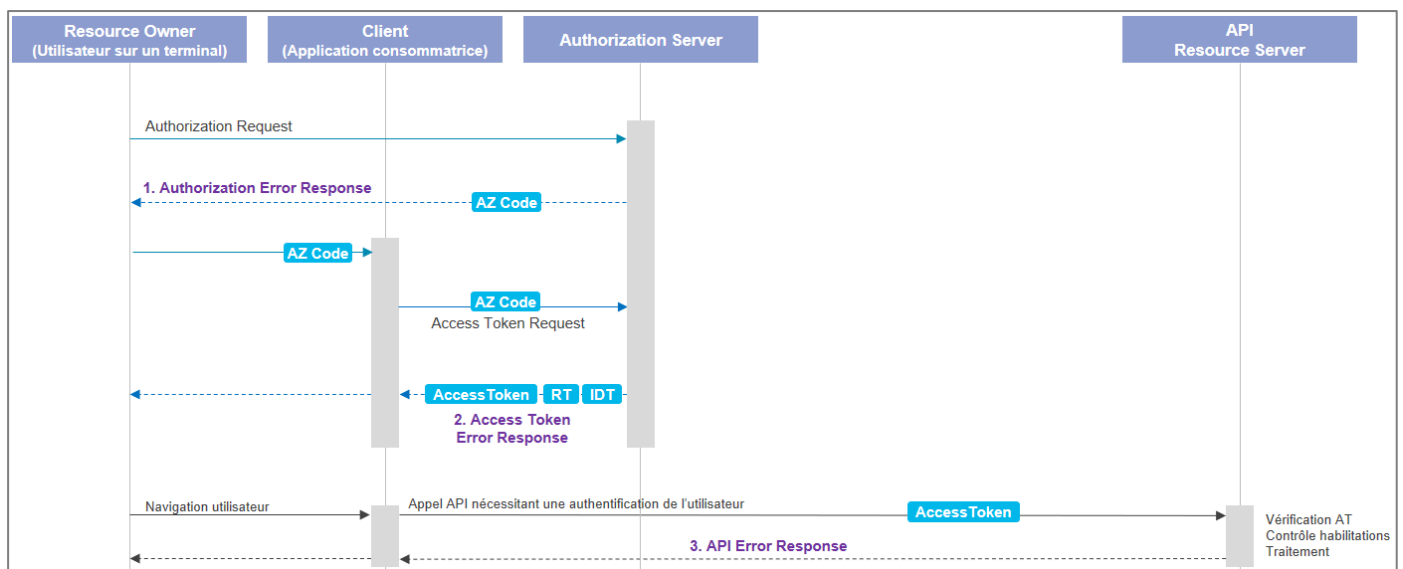 Resource Owner
(Utilisateur sur un terminal)
Client
(Application consommatrice)
Authorization Server
API
Resource Server
Authorization Request
1. Authorization Error Response
AZ Code
AZ Code
AZ Code
Access Token Request
AccessToken RT IDT
2. Access Token
Error Response
Navigation utilisateur
Appel API nécessitant une authentification de l'utilisateur
AccessToken
Vérification AT
Contrôle habilitations
Traitement
3. API Error Response